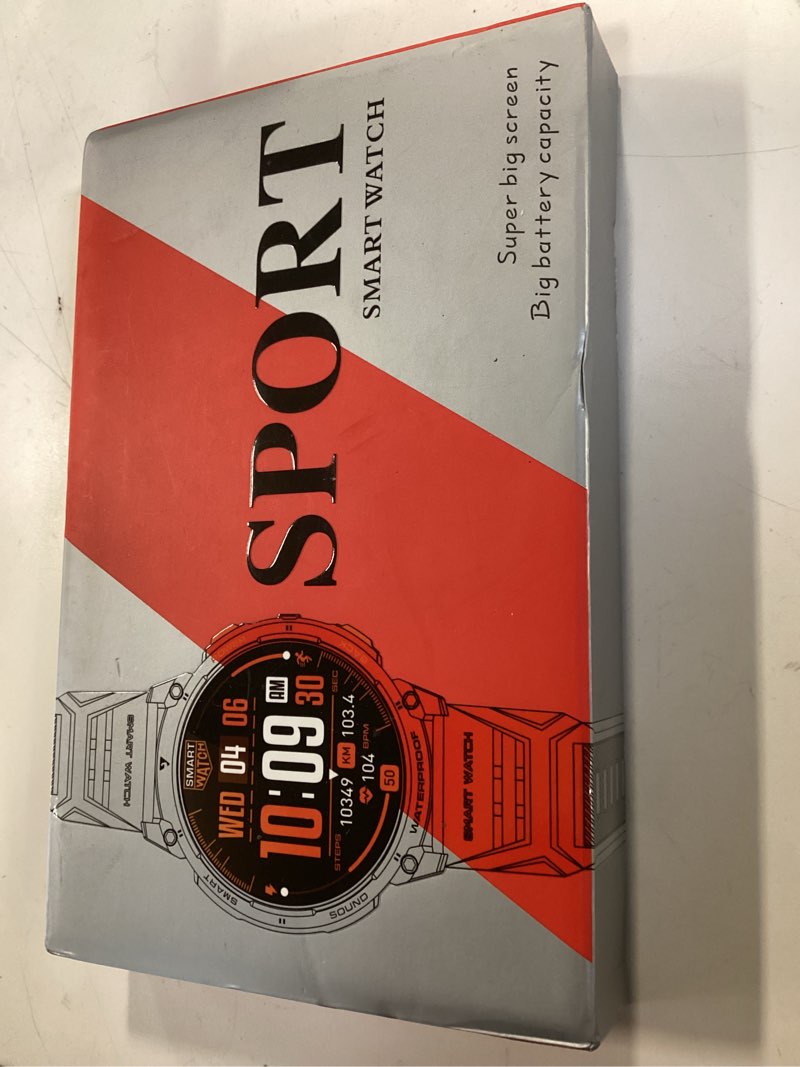 SPORT
SMART WATCH
Super big screen
Big battery capacity
SMART WATCH
SMART
WATCH
WED 04 06
10:09 AM
30
SEC
STEPS
10349 KM 103.4
104 BPM
50
SMART
SOUND
WATERPROOF
SMART WATCH